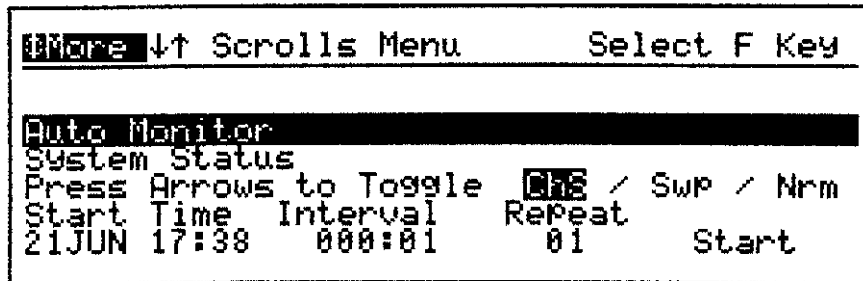 ↕More ↓↑ Scrolls Menu Select F Key
Auto Monitor
System Status
Press Arrows to Toggle ChS / Swp / Nrm
Start Time Interval Repeat
21JUN 17:38 000:01 01 Start